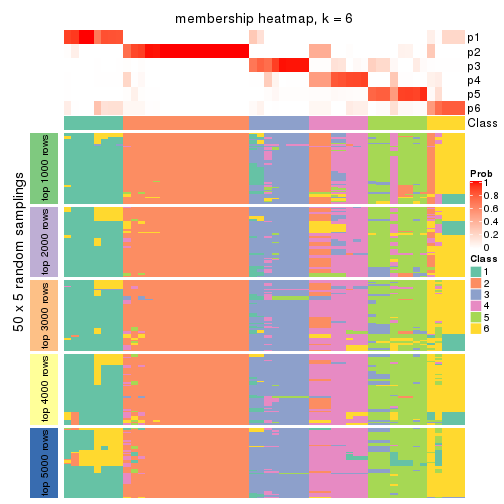 membership heatmap, k = 6
p1
p2
p3
p4
p5
p6
Class
50 x 5 random samplings
top 1000 rows
top 2000 rows
top 3000 rows
top 4000 rows
top 5000 rows
Prob
1
0.8
0.6
0.4
0.2
0
Class
1
2
3
4
5
6